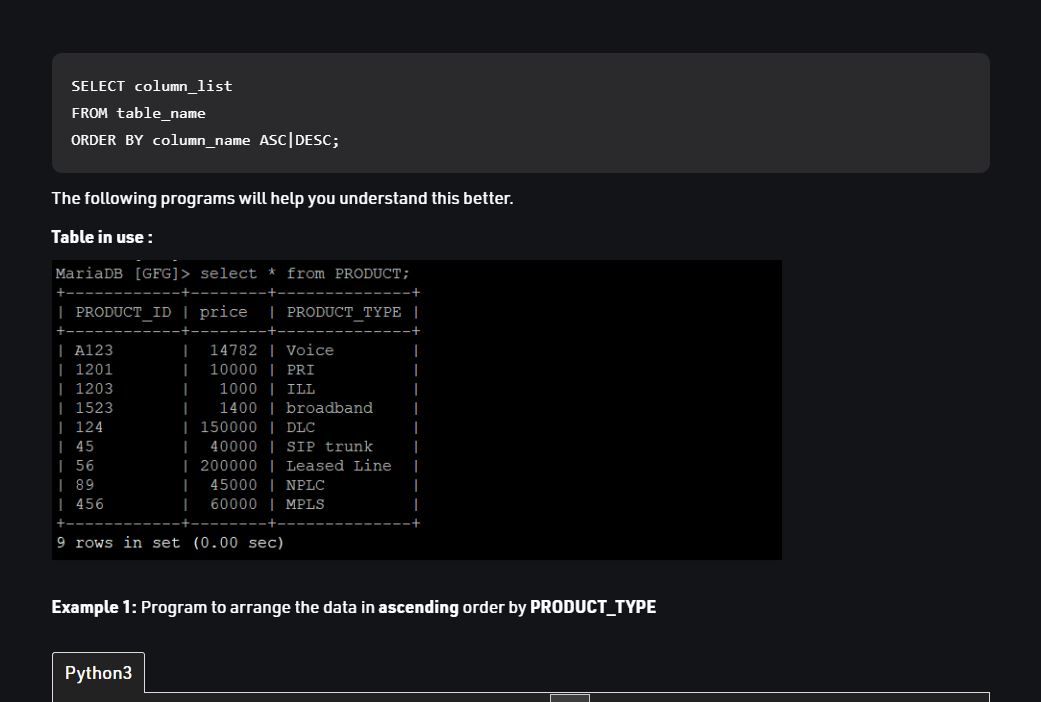 SELECT column_list
FROM table_name
ORDER BY column_name ASC|DESC;
The following programs will help you understand this better.
Table in use :
MariaDB [GFG]> select * from PRODUCT;
+------------+--------+--------------+
| PRODUCT_ID | price  | PRODUCT_TYPE |
+------------+--------+--------------+
| A123       |  14782 | Voice        |
| 1201       |  10000 | PRI          |
| 1203       |   1000 | ILL          |
| 1523       |   1400 | broadband    |
| 124        | 150000 | DLC          |
| 45         |  40000 | SIP trunk    |
| 56         | 200000 | Leased Line  |
| 89         |  45000 | NPLC         |
| 456        |  60000 | MPLS         |
+------------+--------+--------------+
9 rows in set (0.00 sec)
Example 1: Program to arrange the data in ascending order by PRODUCT_TYPE
Python3